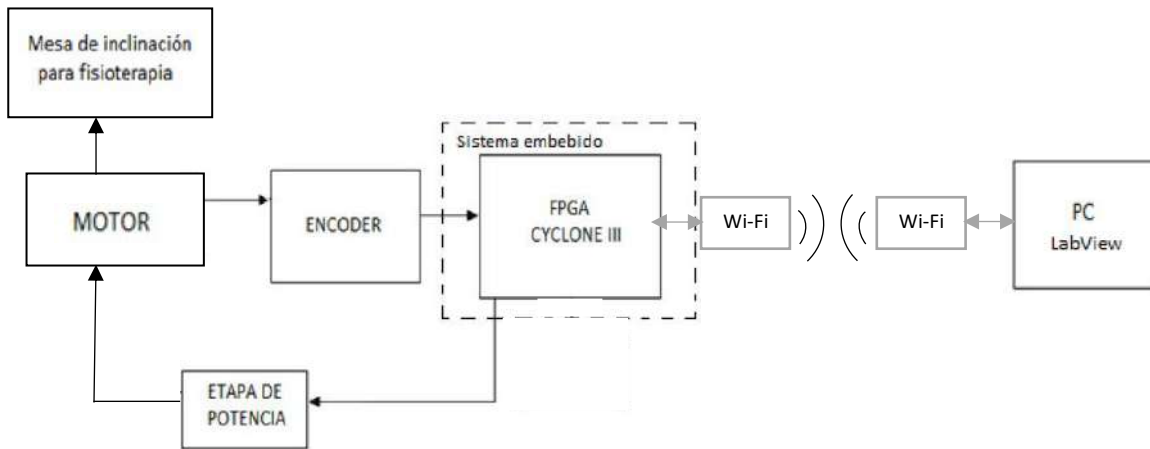 Mesa de inclinación
para fisioterapia
Sistema embebido
MOTOR
ENCODER
FPGA
CYCLONE III
Wi-Fi
Wi-Fi
PC
LabView
ETAPA DE
POTENCIA